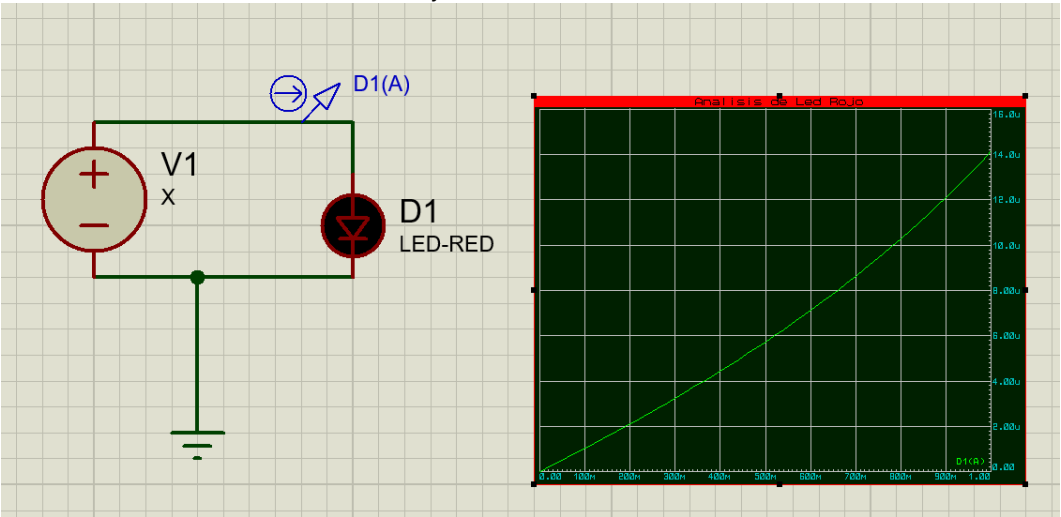 D1(A)
V1
X
D1
LED-RED
Analisis de Led Rojo
16.0u
14.0u
12.0u
10.0u
8.00u
6.00u
4.00u
2.00u
0.00
D1(A)
0.00 100m 200m 300m 400m 500m 600m 700m 800m 900m 1.00